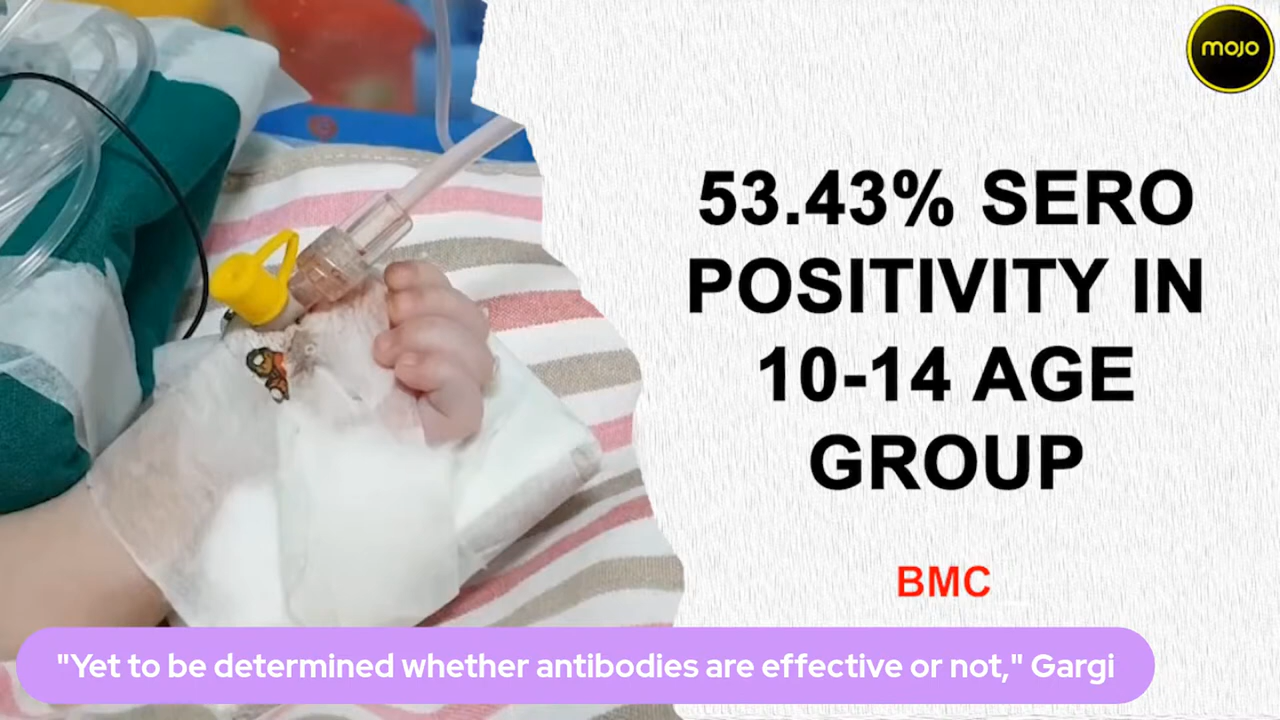 mojo
53.43% SERO
POSITIVITY IN
10-14 AGE
GROUP
BMC
"Yet to be determined whether antibodies are effective or not," Gargi